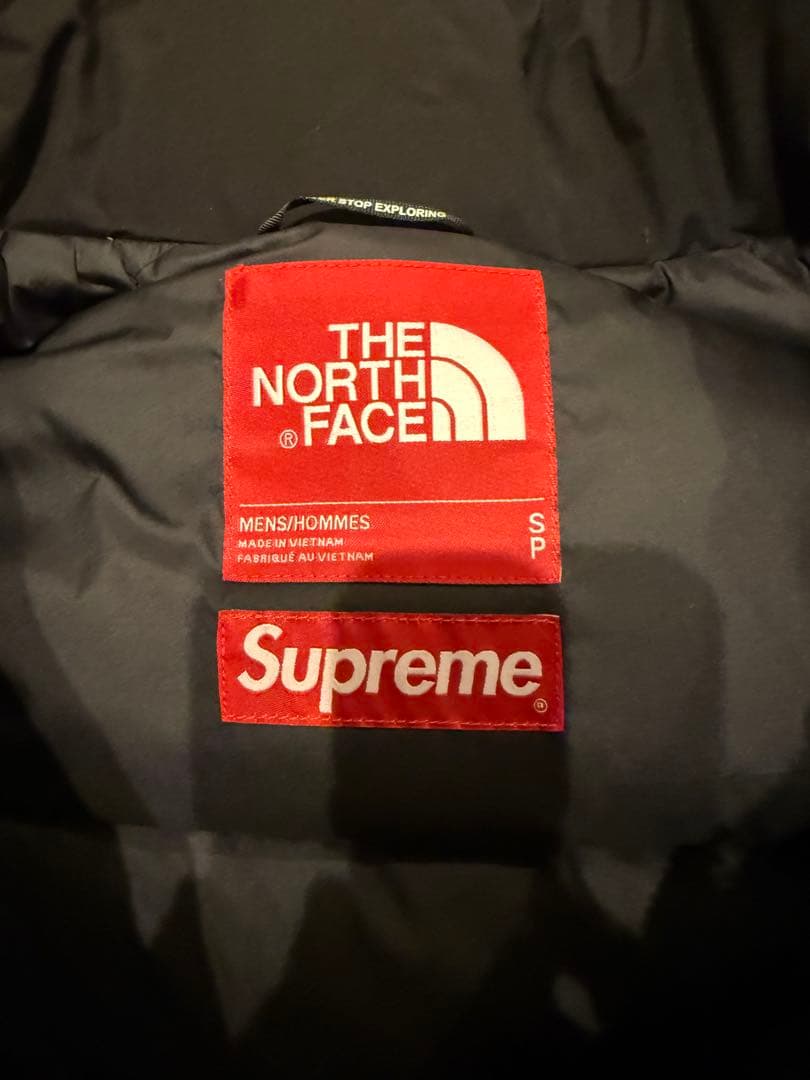 STOP EXPLORING
THE
NORTH
FACE
®
MENS/HOMMES
S
MADE IN VIETNAM
P
FABRIQUÉ AU VIETNAM
Supreme
®